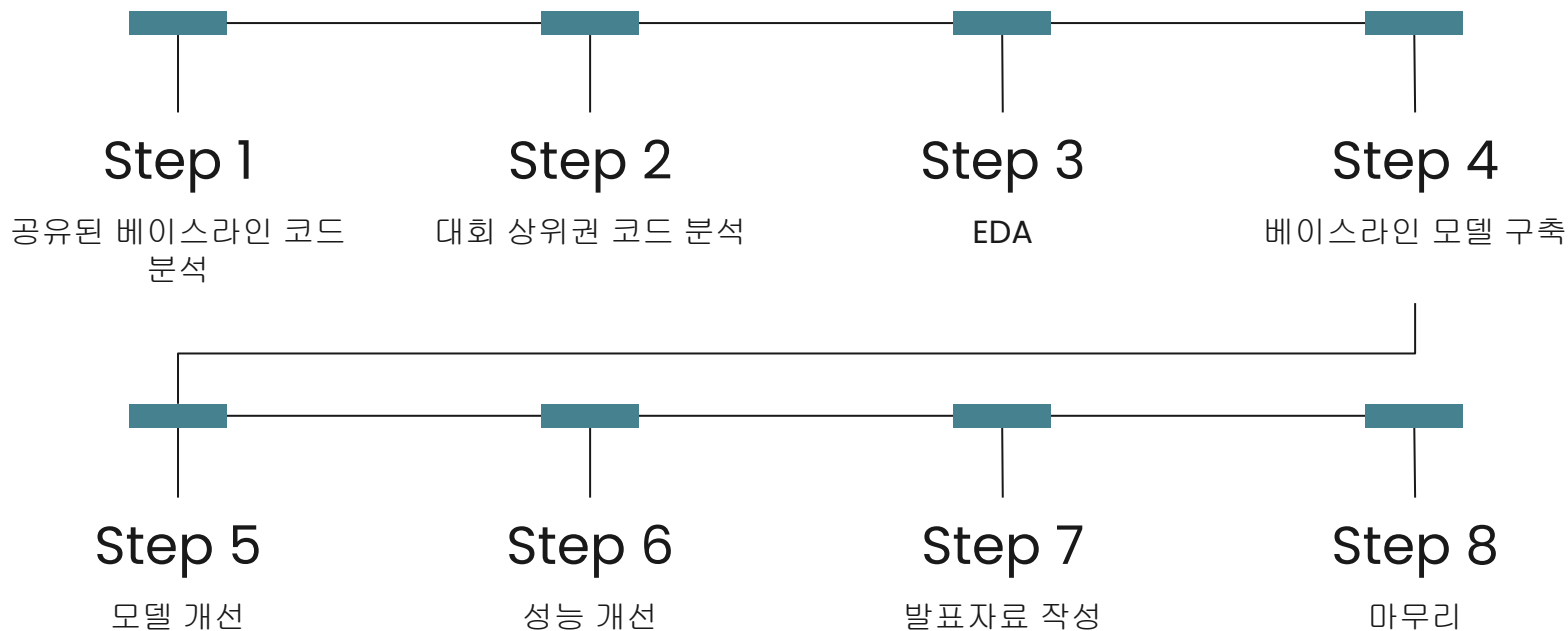 Step 1
공유된 베이스라인 코드
분석
Step 2
대회 상위권 코드 분석
Step 3
EDA
Step 4
베이스라인 모델 구축
Step 5
모델 개선
Step 6
성능 개선
Step 7
발표자료 작성
Step 8
마무리